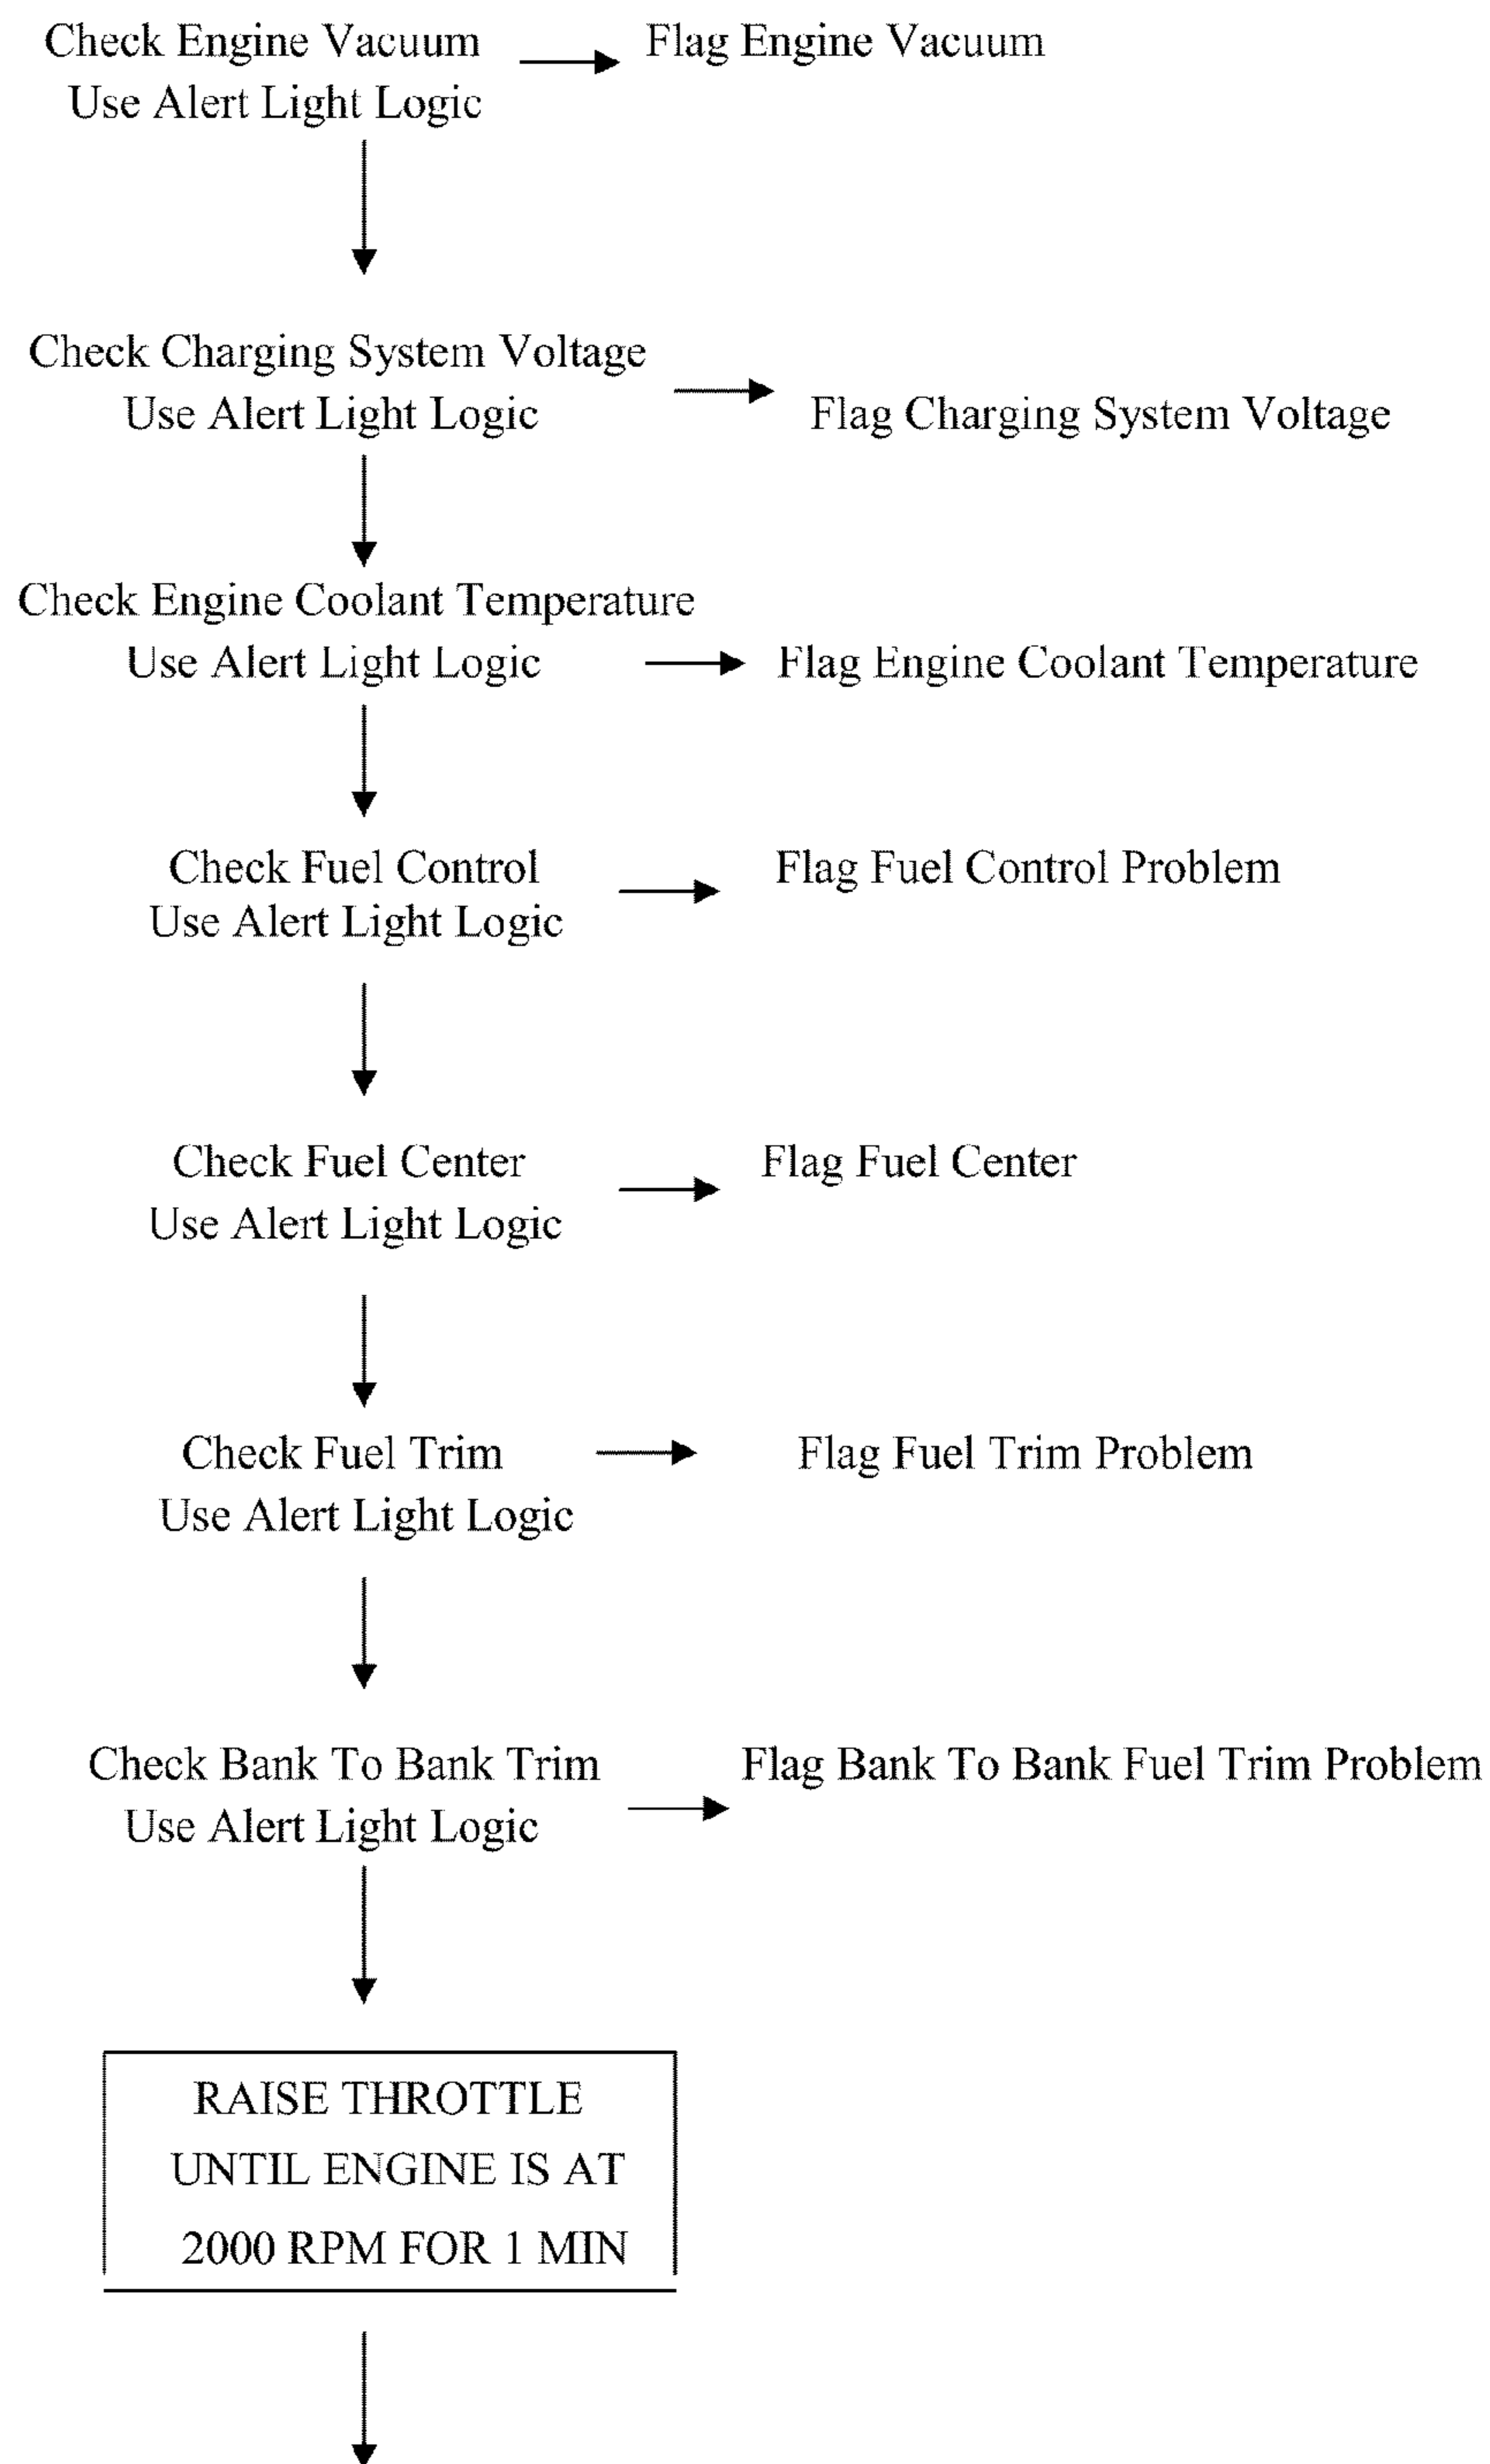 Check Engine Vacuum
Use Alert Light Logic
Flag Engine Vacuum
Check Charging System Voltage
Use Alert Light Logic
Flag Charging System Voltage
Check Engine Coolant Temperature
Use Alert Light Logic
Flag Engine Coolant Temperature
Check Fuel Control
Use Alert Light Logic
Flag Fuel Control Problem
Check Fuel Center
Use Alert Light Logic
Flag Fuel Center
Check Fuel Trim
Use Alert Light Logic
Flag Fuel Trim Problem
Check Bank To Bank Trim
Use Alert Light Logic
Flag Bank To Bank Fuel Trim Problem
RAISE THROTTLE
UNTIL ENGINE IS AT
2000 RPM FOR 1 MIN